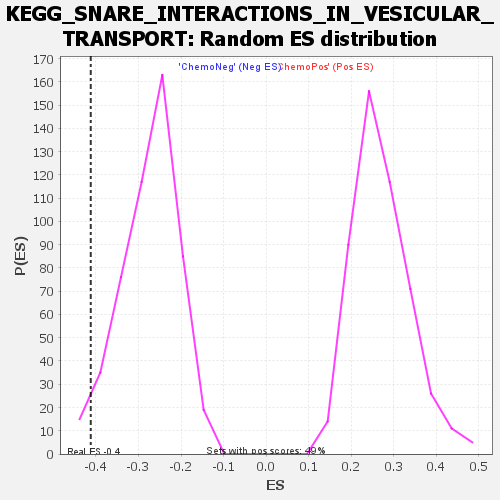 KEGG_SNARE_INTERACTIONS_IN_VESICULAR_
TRANSPORT: Random ES distribution
'ChemoNeg' (Neg ES)
ChemoPos' (Pos ES)
P(ES)
170
160
150
140
130
120
110
100
90
80
70
60
50
40
30
20
10
0
Real ES -0.4
Sets with pos scores: 49%
-0.4 -0.3 -0.2 -0.1 0.0 0.1 0.2 0.3 0.4 0.5
ES